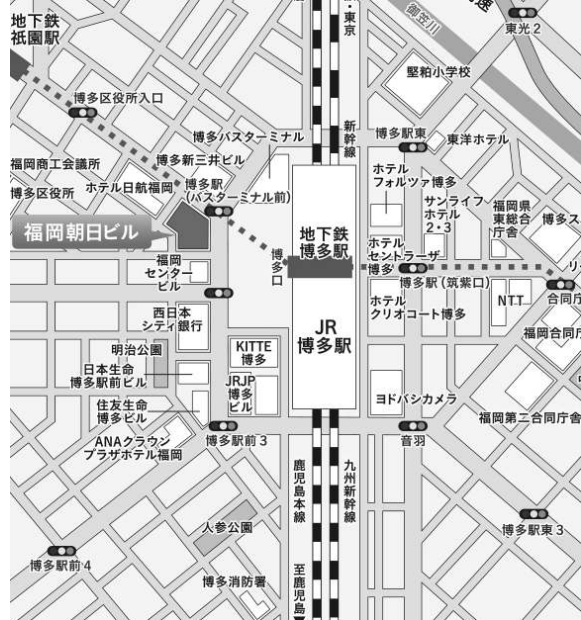 地下鉄
祇園駅
・東京
御笠川
速
東光2
堅粕小学校
博多区役所入口
博多バスターミナル
新幹線
博多駅東
東洋ホテル
福岡商工会議所
博多新三井ビル
ホテル
フォルツァ博多
博多区役所
ホテル日航福岡
博多駅
(バスターミナル前)
サンライフ
ホテル
2・3
福岡県
東総合
庁舎
博多ス
福岡朝日ビル
地下鉄
博多駅
博多口
ホテル
セントラーザ
博多
福岡
センター
ビル
博多駅(筑紫口)
リ
合同庁
西日本
シティ銀行
JR
博多駅
ホテル
クリオコート博多
NTT
福岡合同庁
明治公園
KITTE
博多
日本生命
博多駅前ビル
JRJP
博多
ビル
ヨドバシカメラ
住友生命
博多ビル
福岡第二合同庁舎
ANAクラウン
プラザホテル福岡
博多駅前3
音羽
鹿児島本線
九州新幹線
人参公園
博多駅東3
博多駅前4
博多消防署
至鹿児島